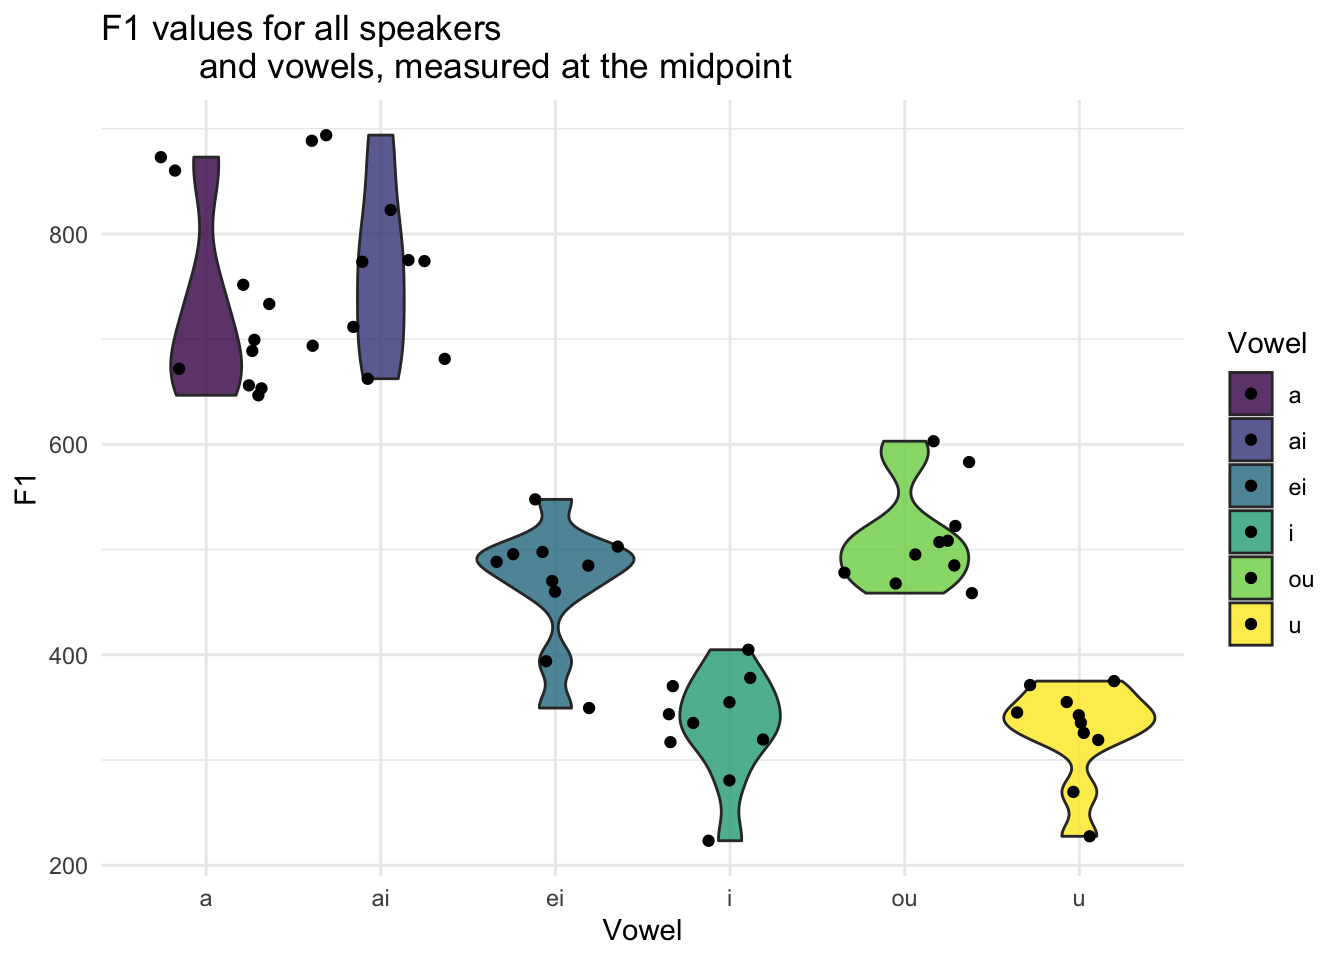 F1 values for all speakers
and vowels, measured at the midpoint
800
600
400
200
F1
a ai ei i ou u
Vowel
Vowel
a
ai
ei
i
ou
u